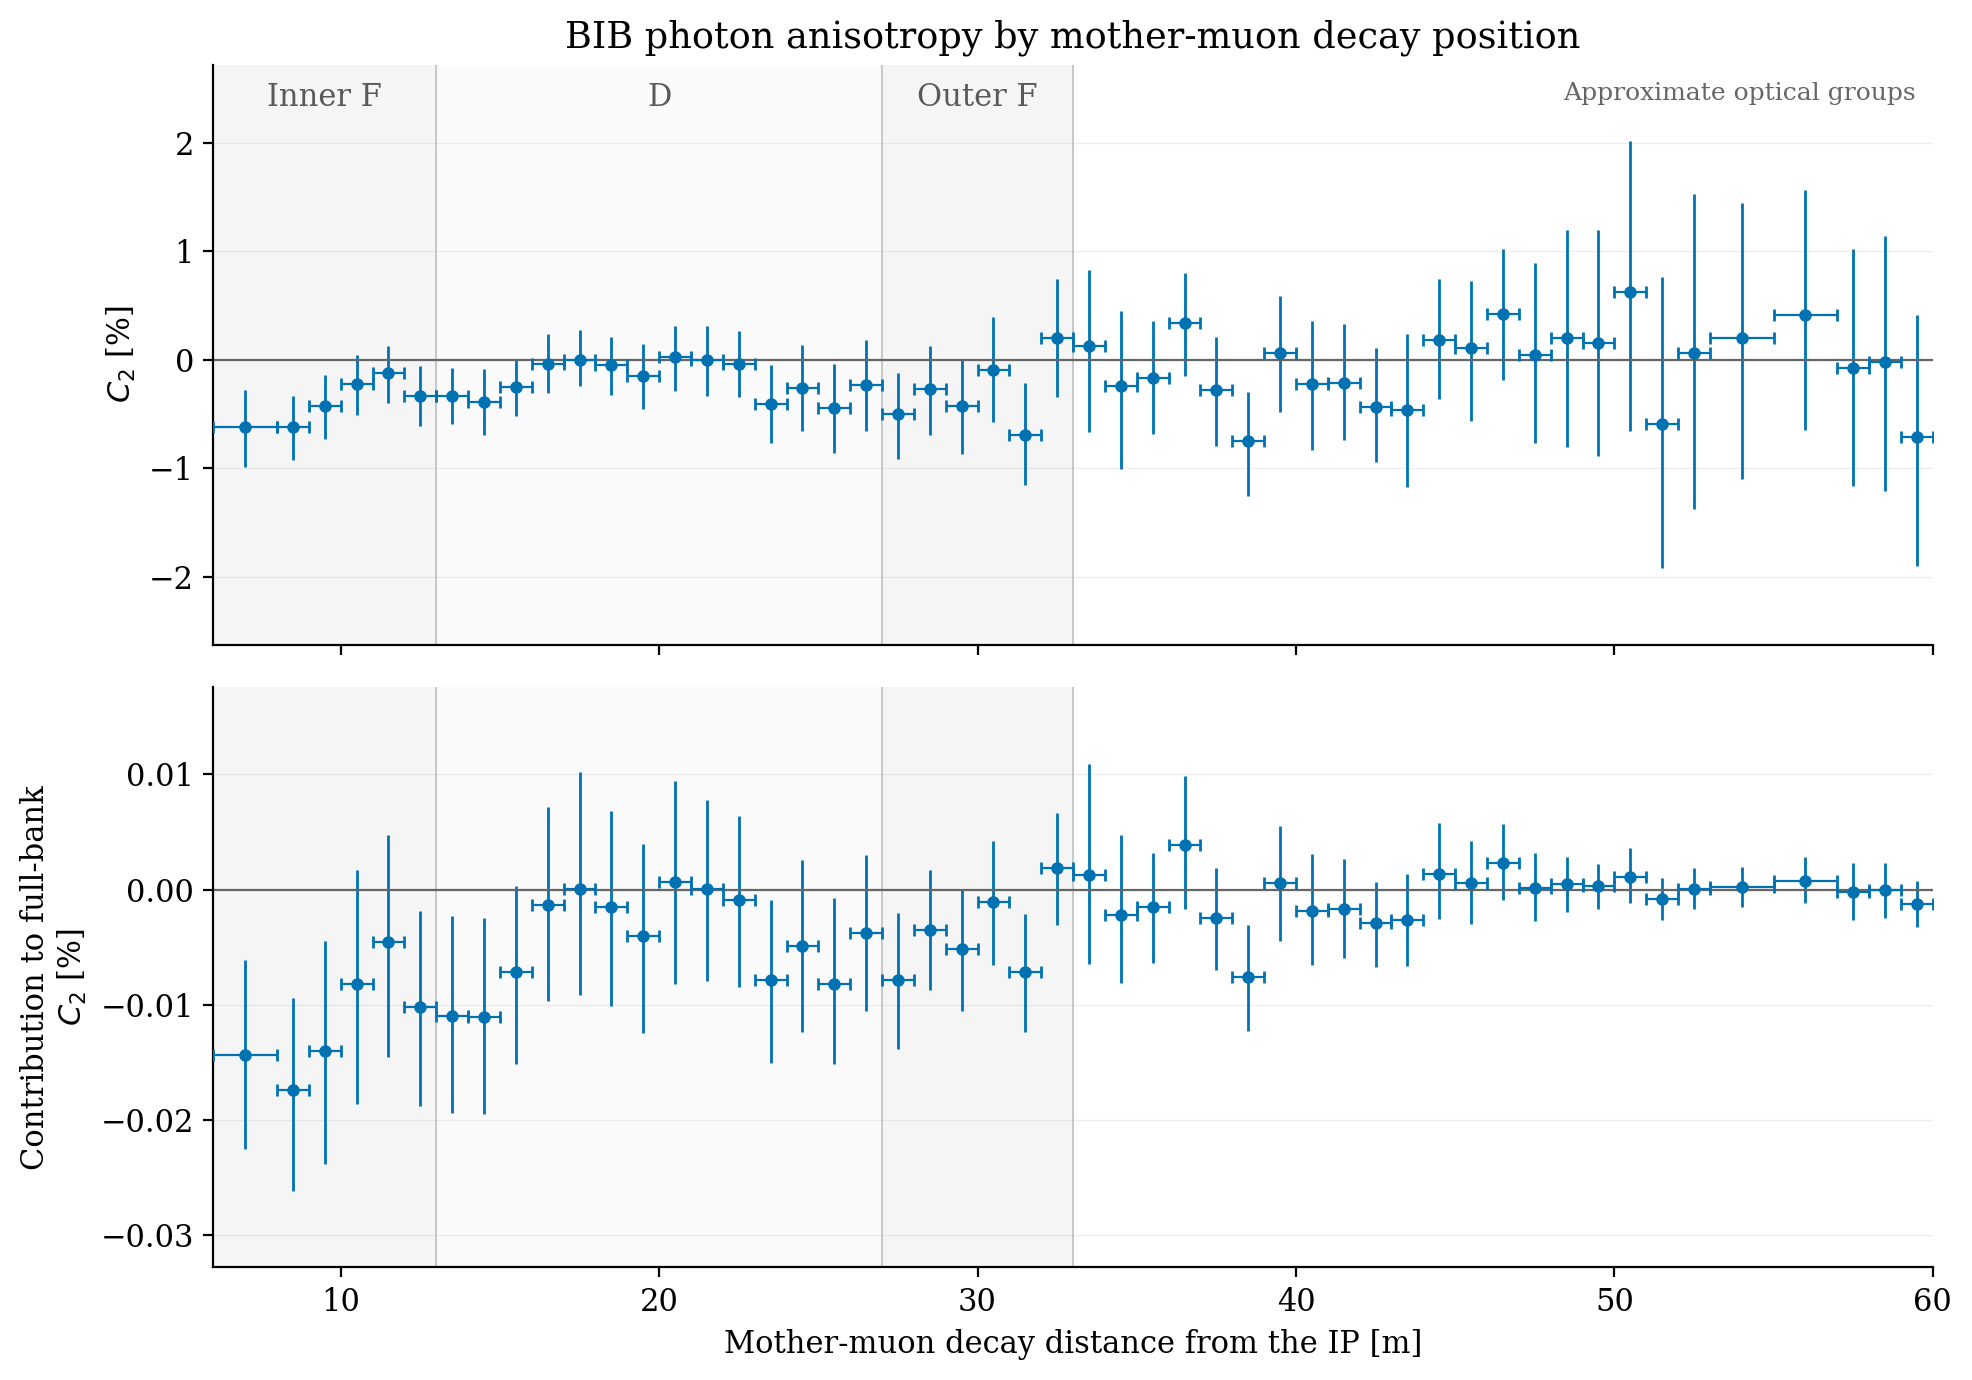 BIB photon anisotropy by mother-muon decay position
Inner F
D
Outer F
Approximate optical groups
2
1
0
−1
−2
C₂ [%]
0.01
0.00
−0.01
−0.02
−0.03
Contribution to full-bank
C₂ [%]
10
20
30
40
50
60
Mother-muon decay distance from the IP [m]